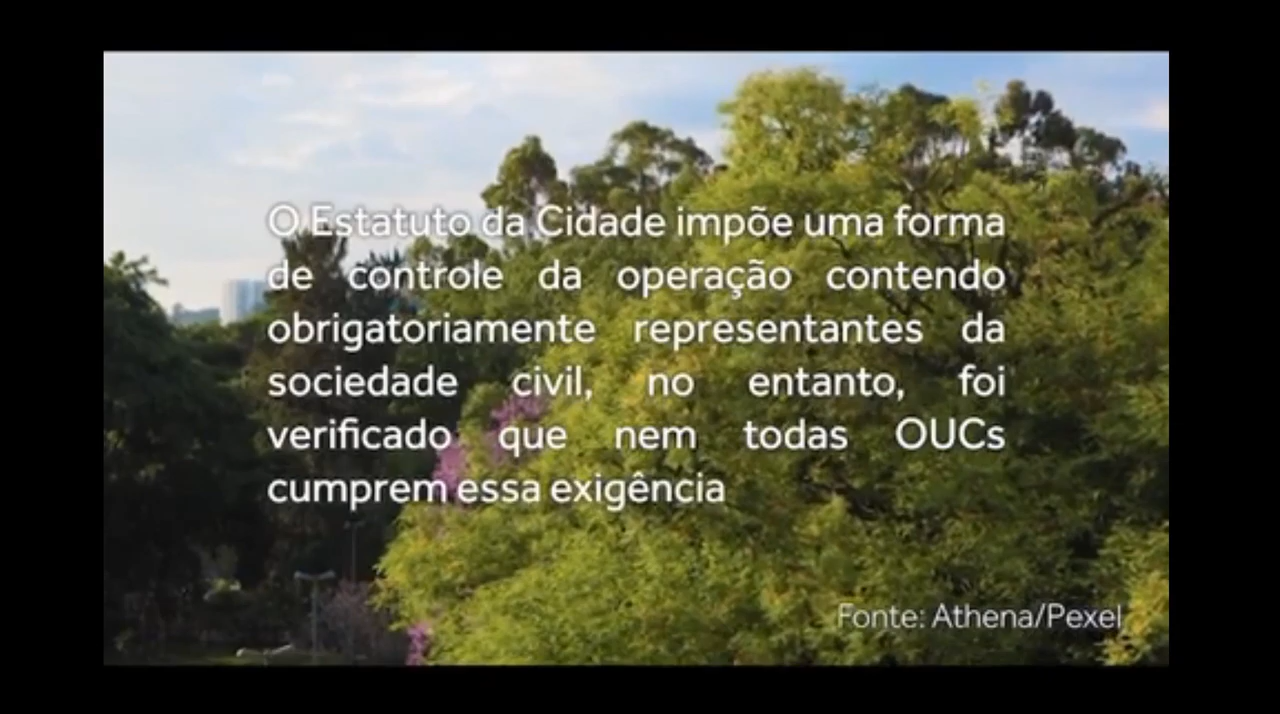 O Estatuto da Cidade impõe uma forma
de controle da operação contendo
obrigatoriamente representantes da
sociedade civil, no entanto, foi
verificado que nem todas OUCs
cumprem essa exigência
Fonte: Athena/Pexel